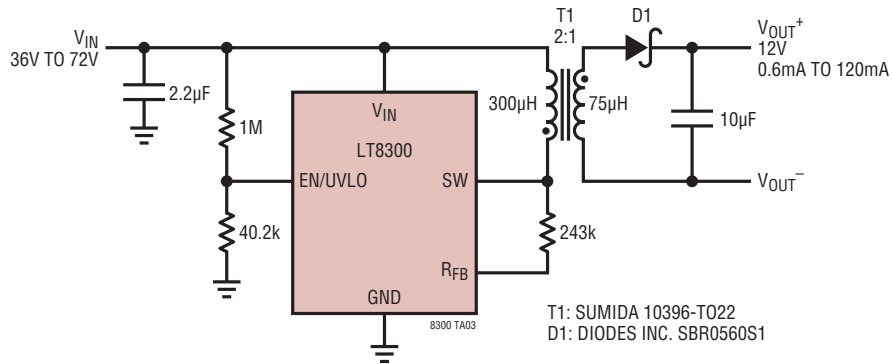 T1
2:1
D1
VIN
36V TO 72V
VOUT+
12V
0.6mA TO 120mA
2.2µF
1M
VIN
300µH
75µH
10µF
LT8300
EN/UVLO
SW
VOUT–
40.2k
243k
RFB
GND
8300 TA03
T1: SUMIDA 10396-TO22
D1: DIODES INC. SBR0560S1